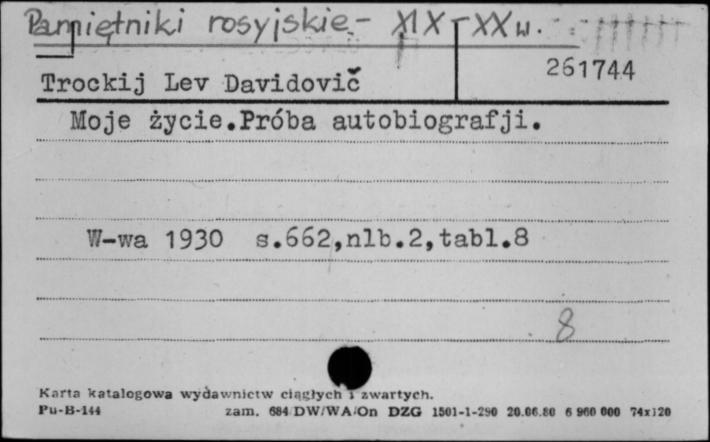 Pamiętniki rosyjskie - XIX - XX w.
261744
Trockij Lev Davidovič
Moje życie.Próba autobiografji.
W-wa 1930 s.662,nlb.2,tabl.8
8
Karta katalogowa wydawnictw ciągłych i zwartych.
Pu-B-144 zam. 684/DW/WA/On DZG 1501-1-290 20.06.80 6 960 000 74x120